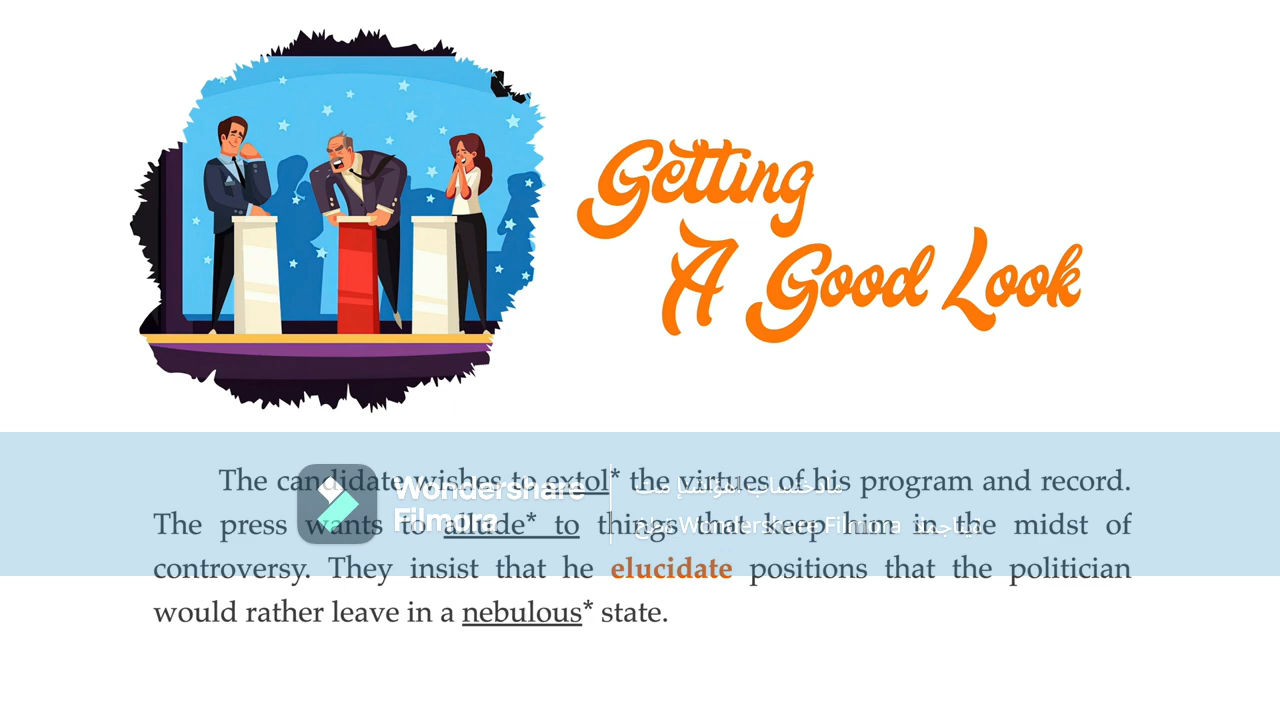 Getting
A Good Look
The candidate wishes to extol* the virtues of his program and record.
The press wants to allude* to things that keep him in the midst of
controversy. They insist that he elucidate positions that the politician
would rather leave in a nebulous* state.
Wondershare
Filmora
Wondershare Filmora